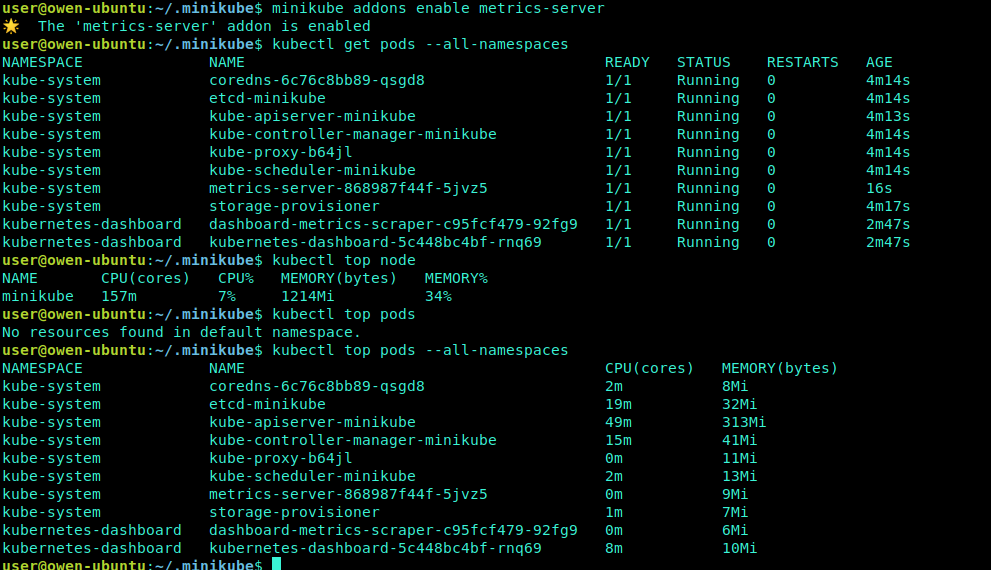 user@owen-ubuntu:~/.minikube$ minikube addons enable metrics-server
🌟  The 'metrics-server' addon is enabled
user@owen-ubuntu:~/.minikube$ kubectl get pods --all-namespaces
NAMESPACE              NAME                                        READY   STATUS    RESTARTS   AGE
kube-system            coredns-6c76c8bb89-qsgd8                    1/1     Running   0          4m14s
kube-system            etcd-minikube                               1/1     Running   0          4m14s
kube-system            kube-apiserver-minikube                     1/1     Running   0          4m13s
kube-system            kube-controller-manager-minikube            1/1     Running   0          4m14s
kube-system            kube-proxy-b64jl                            1/1     Running   0          4m14s
kube-system            kube-scheduler-minikube                     1/1     Running   0          4m14s
kube-system            metrics-server-868987f44f-5jvz5             1/1     Running   0          16s
kube-system            storage-provisioner                         1/1     Running   0          4m17s
kubernetes-dashboard   dashboard-metrics-scraper-c95fcf479-92fg9   1/1     Running   0          2m47s
kubernetes-dashboard   kubernetes-dashboard-5c448bc4bf-rnq69       1/1     Running   0          2m47s
user@owen-ubuntu:~/.minikube$ kubectl top node
NAME       CPU(cores)   CPU%   MEMORY(bytes)   MEMORY%
minikube   157m         7%     1214Mi          34%
user@owen-ubuntu:~/.minikube$ kubectl top pods
No resources found in default namespace.
user@owen-ubuntu:~/.minikube$ kubectl top pods --all-namespaces
NAMESPACE              NAME                                        CPU(cores)   MEMORY(bytes)
kube-system            coredns-6c76c8bb89-qsgd8                    2m           8Mi
kube-system            etcd-minikube                               19m          32Mi
kube-system            kube-apiserver-minikube                     49m          313Mi
kube-system            kube-controller-manager-minikube            15m          41Mi
kube-system            kube-proxy-b64jl                            0m           11Mi
kube-system            kube-scheduler-minikube                     2m           13Mi
kube-system            metrics-server-868987f44f-5jvz5             0m           9Mi
kube-system            storage-provisioner                         1m           7Mi
kubernetes-dashboard   dashboard-metrics-scraper-c95fcf479-92fg9   0m           6Mi
kubernetes-dashboard   kubernetes-dashboard-5c448bc4bf-rnq69       8m           10Mi
user@owen-ubuntu:~/.minikube$